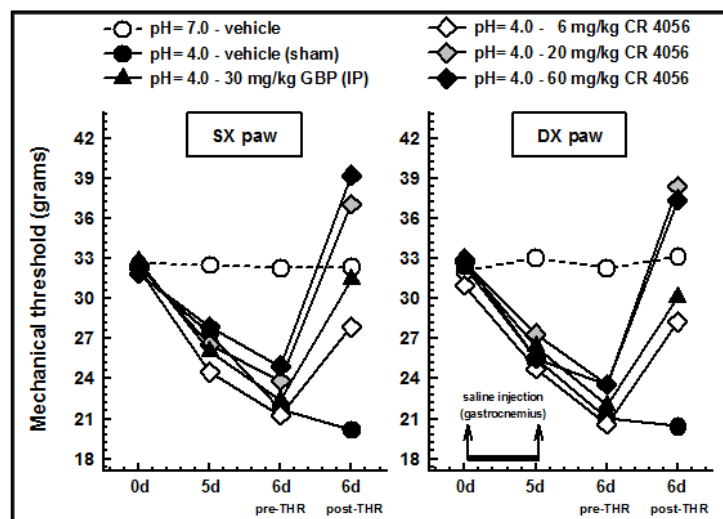 pH= 7.0 - vehicle
pH= 4.0 - vehicle (sham)
pH= 4.0 - 30 mg/kg GBP (IP)
pH= 4.0 - 6 mg/kg CR 4056
pH= 4.0 - 20 mg/kg CR 4056
pH= 4.0 - 60 mg/kg CR 4056
Mechanical threshold (grams)
SX paw
42
39
36
33
30
27
24
21
18
0d 5d 6d 6d
pre-THR post-THR
DX paw
42
39
36
33
30
27
24
21
18
saline injection
(gastrocnemius)
0d 5d 6d 6d
pre-THR post-THR